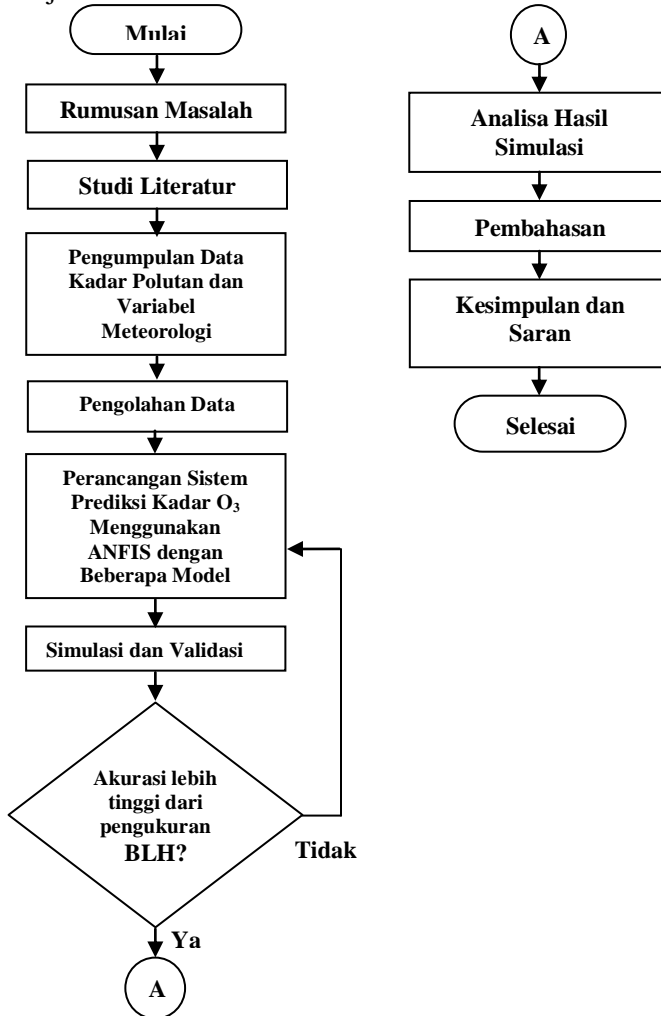 Mulai
Rumusan Masalah
Studi Literatur
Pengumpulan Data
Kadar Polutan dan
Variabel
Meteorologi
Pengolahan Data
Perancangan Sistem
Prediksi Kadar O₃
Menggunakan
ANFIS dengan
Beberapa Model
Simulasi dan Validasi
Akurasi lebih
tinggi dari
pengukuran
BLH?
Tidak
Ya
A
A
Analisa Hasil
Simulasi
Pembahasan
Kesimpulan dan
Saran
Selesai